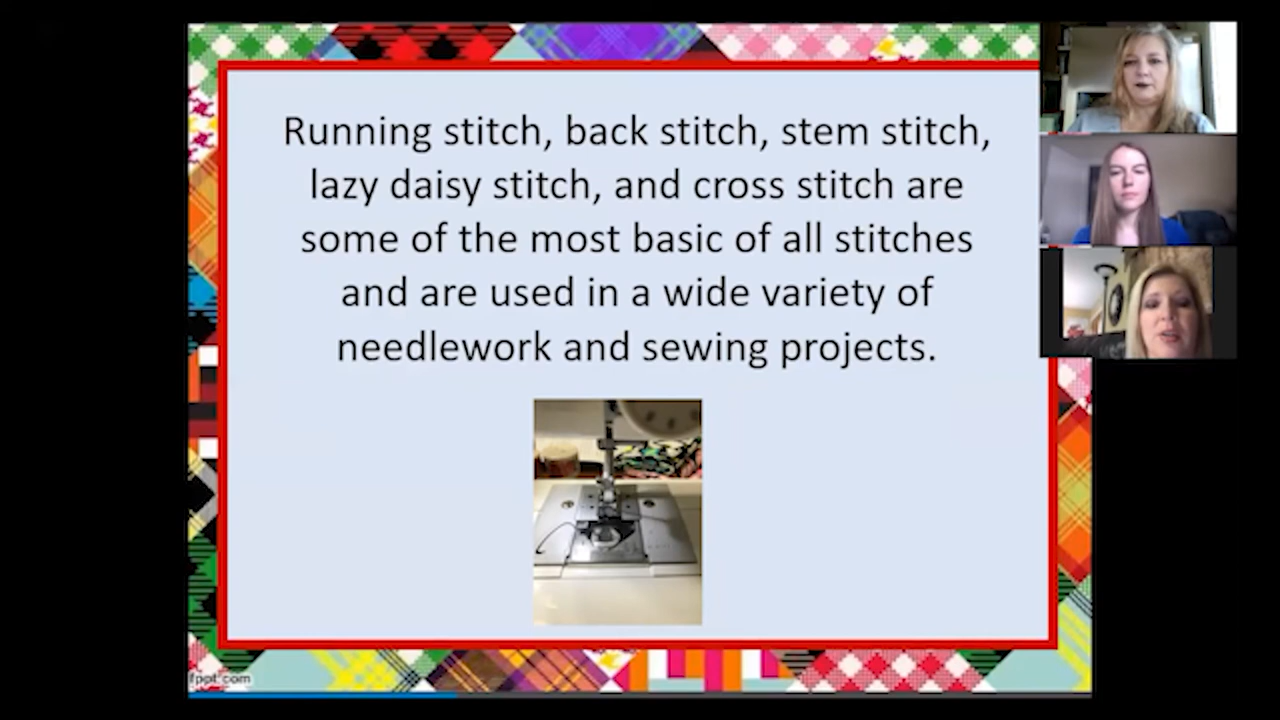 Running stitch, back stitch, stem stitch,
lazy daisy stitch, and cross stitch are
some of the most basic of all stitches
and are used in a wide variety of
needlework and sewing projects.
fppt.com